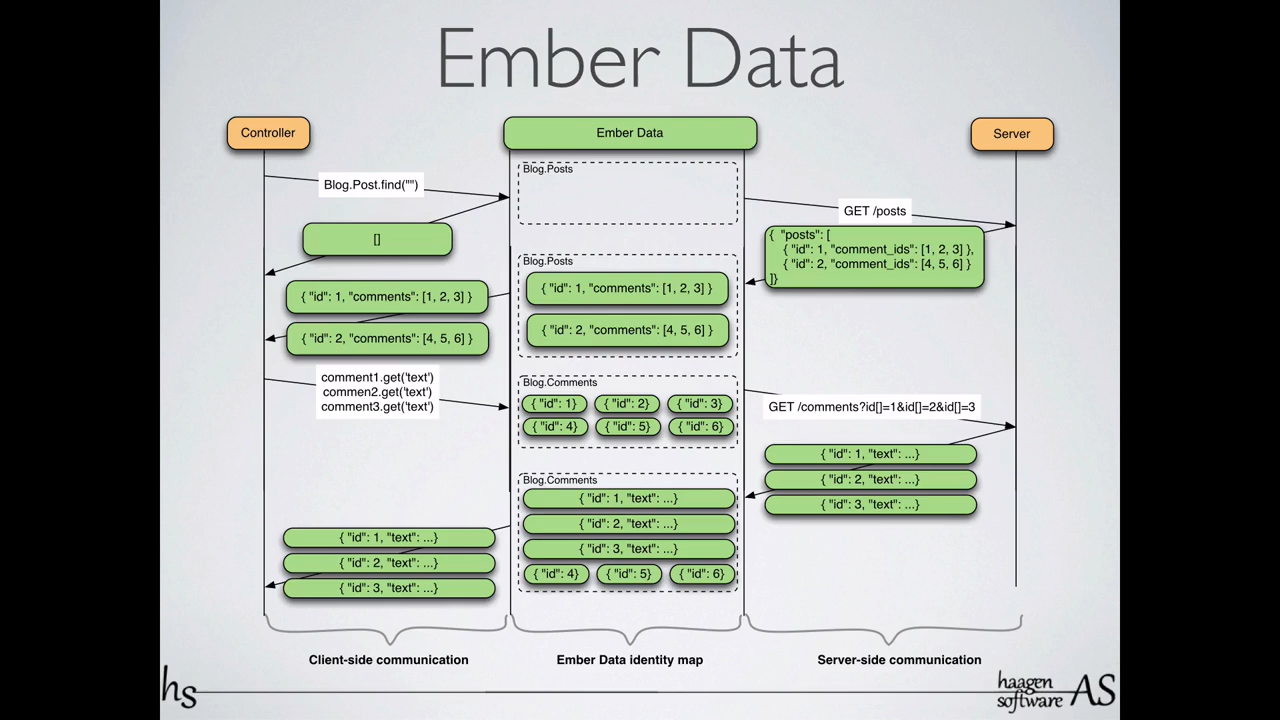 Ember Data
Controller
Ember Data
Server
Blog.Posts
Blog.Post.find("")
GET /posts
[]
{ "posts": [
{ "id": 1, "comment_ids": [1, 2, 3] },
{ "id": 2, "comment_ids": [4, 5, 6] }
]}
Blog.Posts
{ "id": 1, "comments": [1, 2, 3] }
{ "id": 1, "comments": [1, 2, 3] }
{ "id": 2, "comments": [4, 5, 6] }
{ "id": 2, "comments": [4, 5, 6] }
comment1.get('text')
commen2.get('text')
comment3.get('text')
Blog.Comments
{ "id": 1} { "id": 2} { "id": 3}
{ "id": 4} { "id": 5} { "id": 6}
GET /comments?id[]=1&id[]=2&id[]=3
{ "id": 1, "text": ...}
{ "id": 2, "text": ...}
{ "id": 3, "text": ...}
Blog.Comments
{ "id": 1, "text": ...}
{ "id": 2, "text": ...}
{ "id": 3, "text": ...}
{ "id": 4} { "id": 5} { "id": 6}
{ "id": 1, "text": ...}
{ "id": 2, "text": ...}
{ "id": 3, "text": ...}
Client-side communication
Ember Data identity map
Server-side communication
hs
haagen
software AS